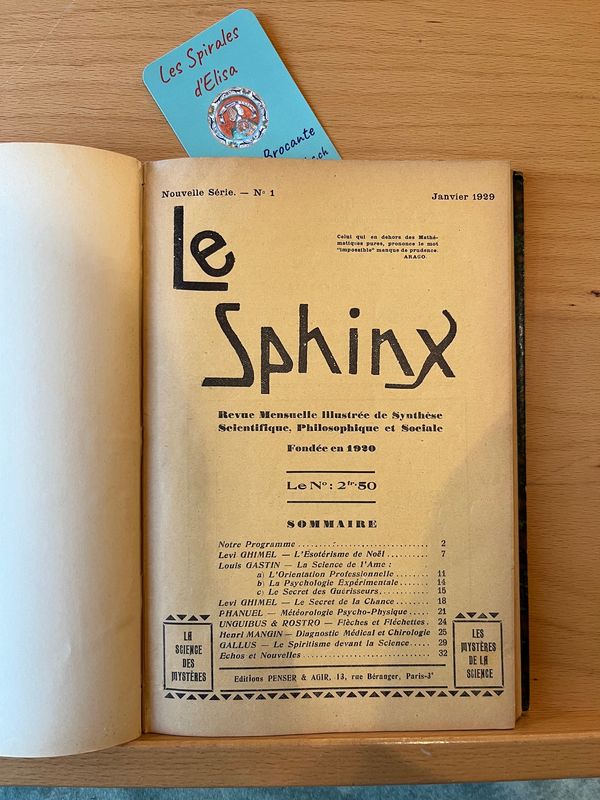 Les Spirales
d'Elisa
Brocante
Nouvelle Série. — N° 1
Janvier 1929
Celui qui en dehors des Mathé-
matiques pures, prononce le mot
"impossible" manque de prudence.
ARAGO.
Le
Sphinx
Revue Mensuelle Illustrée de Synthèse
Scientifique, Philosophique et Sociale
Fondée en 1920
Le N°: 2fr.50
SOMMAIRE
Notre Programme .............................. 2
Levi GHIMEL — L'Esotérisme de Noël .......... 7
Louis GASTIN — La Science de l'Ame :
a) L'Orientation Professionnelle ........ 11
b) La Psychologie Expérimentale ....... 14
c) Le Secret des Guérisseurs ............ 15
Levi GHIMEL — Le Secret de la Chance ........ 18
P.HANUEL — Météorologie Psycho-Physique ..... 21
UNGUIBUS & ROSTRO — Flèches et Fléchettes. 24
Henri MANGIN — Diagnostic Médical et Chirologie 25
GALLUS — Le Spiritisme devant la Science ..... 29
Echos et Nouvelles ............................ 32
LA
SCIENCE
DES
MYSTÈRES
LES
MYSTÈRES
DE LA
SCIENCE
Editions PENSER & AGIR, 13, rue Béranger, Paris-3e